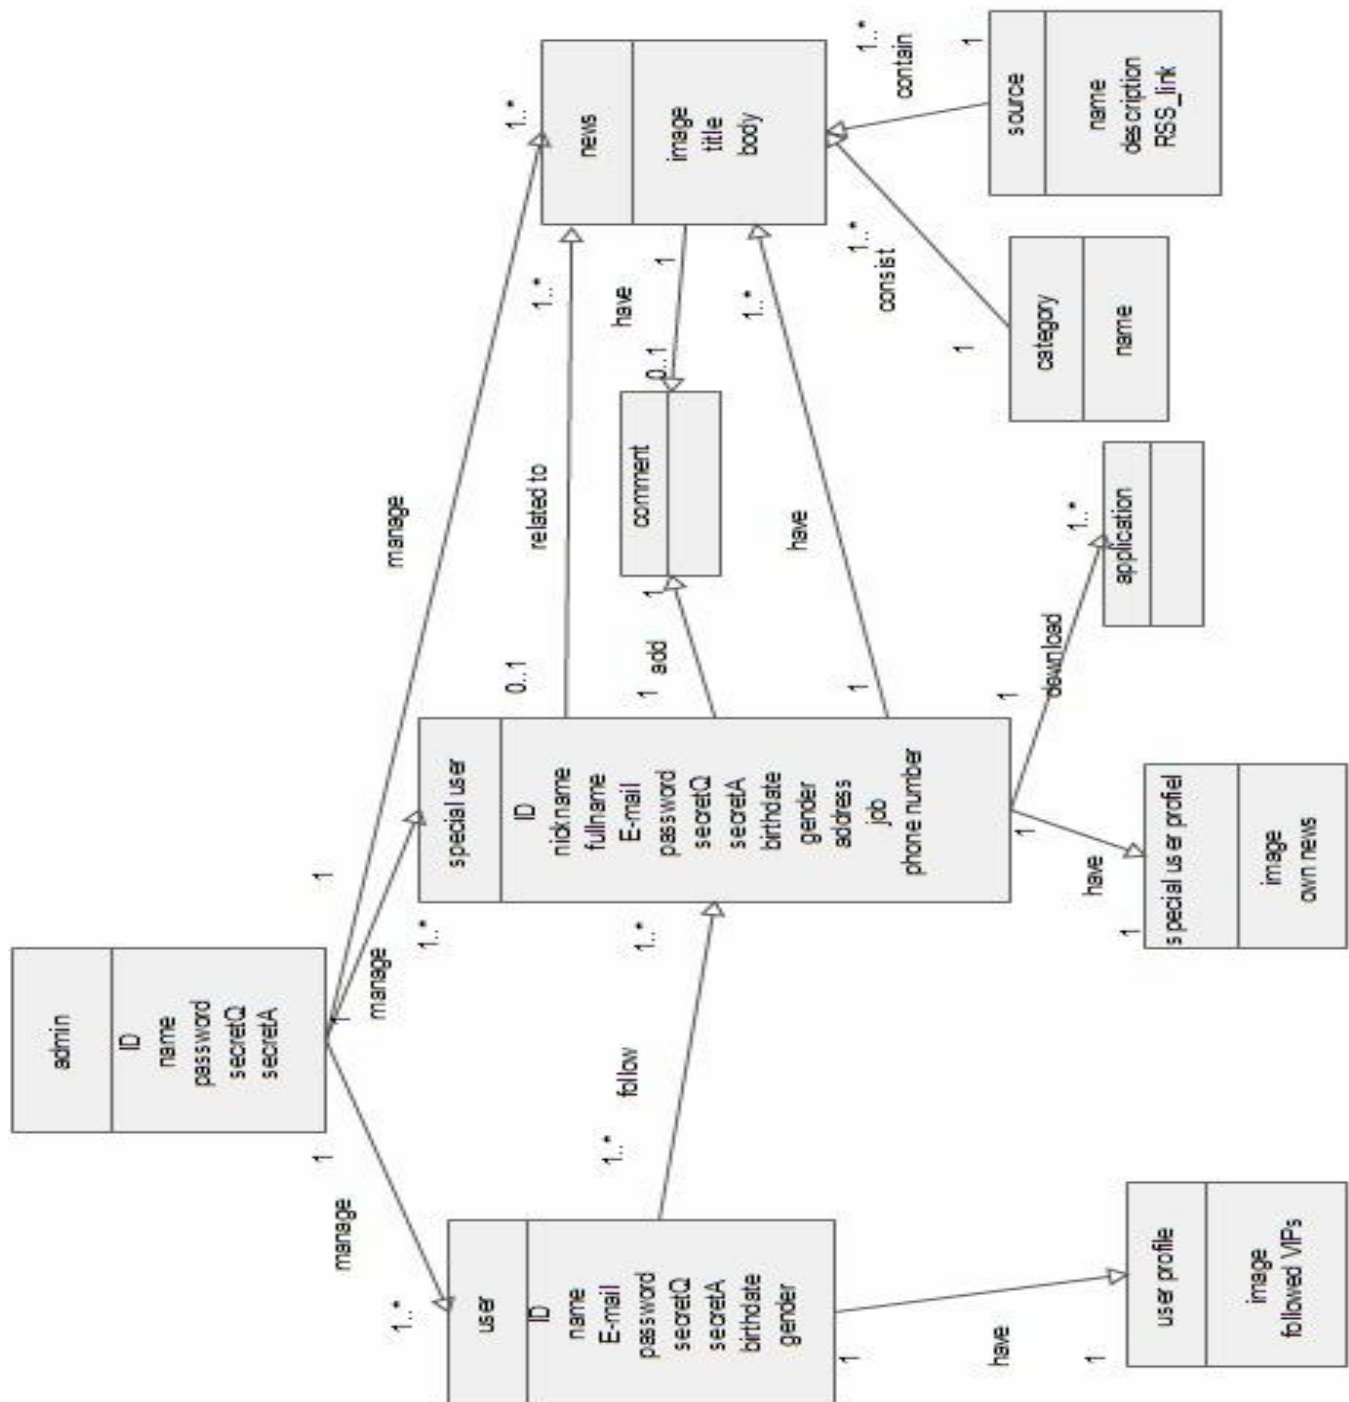 admin
ID
name
password
secretQ
secretA
manage
1
1..*
manage
1
1..*
manage
1
1..*
user
ID
name
E-mail
password
secretQ
secretA
birthdate
gender
follow
1..*
1..*
special user
ID
nickname
fullname
E-mail
password
secretQ
secretA
birthdate
gender
address
job
phone number
related to
0..1
1..*
add
1
1
have
1
1..*
comment
have
0..1
1
news
image
title
body
have
1
1
user profile
image
followed VIPs
have
1
1
special user profiel
image
own news
download
1
1..*
application
consist
1
1..*
category
name
contain
1..*
1
source
name
description
RSS_link